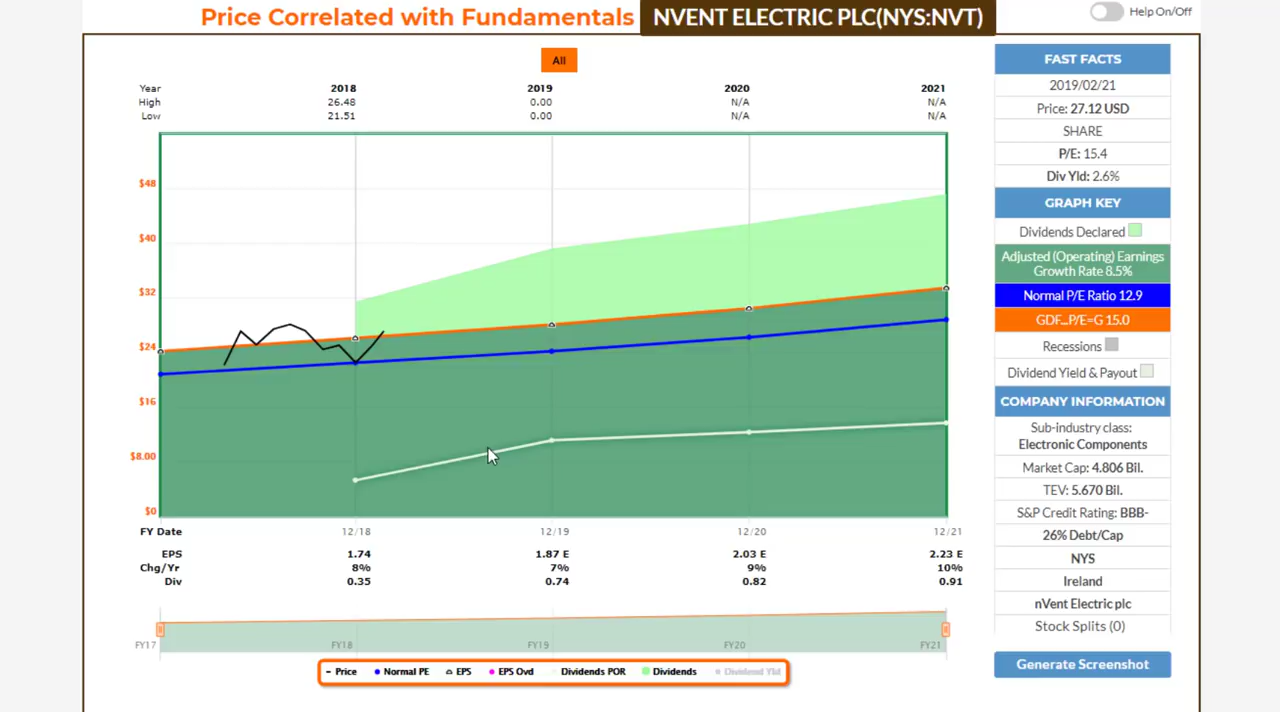 Price Correlated with Fundamentals NVENT ELECTRIC PLC(NYS:NVT) Help On/Off
All
Year 2018 2019 2020 2021
High 26.48 0.00 N/A N/A
Low 21.51 0.00 N/A N/A
$48
$40
$32
$24
$16
$8.00
$0
FY Date 12/18 12/19 12/20 12/21
EPS 1.74 1.87 E 2.03 E 2.23 E
Chg/Yr 8% 7% 9% 10%
Div 0.35 0.74 0.82 0.91
FY17 FY18 FY19 FY20 FY21
Price Normal PE EPS EPS Ovd Dividends POR Dividends Dividend Yld
FAST FACTS
2019/02/21
Price: 27.12 USD
SHARE
P/E: 15.4
Div Yld: 2.6%
GRAPH KEY
Dividends Declared
Adjusted (Operating) Earnings
Growth Rate 8.5%
Normal P/E Ratio 12.9
GDF...P/E=G 15.0
Recessions
Dividend Yield & Payout
COMPANY INFORMATION
Sub-industry class:
Electronic Components
Market Cap: 4.806 Bil.
TEV: 5.670 Bil.
S&P Credit Rating: BBB-
26% Debt/Cap
NYS
Ireland
nVent Electric plc
Stock Splits (0)
Generate Screenshot